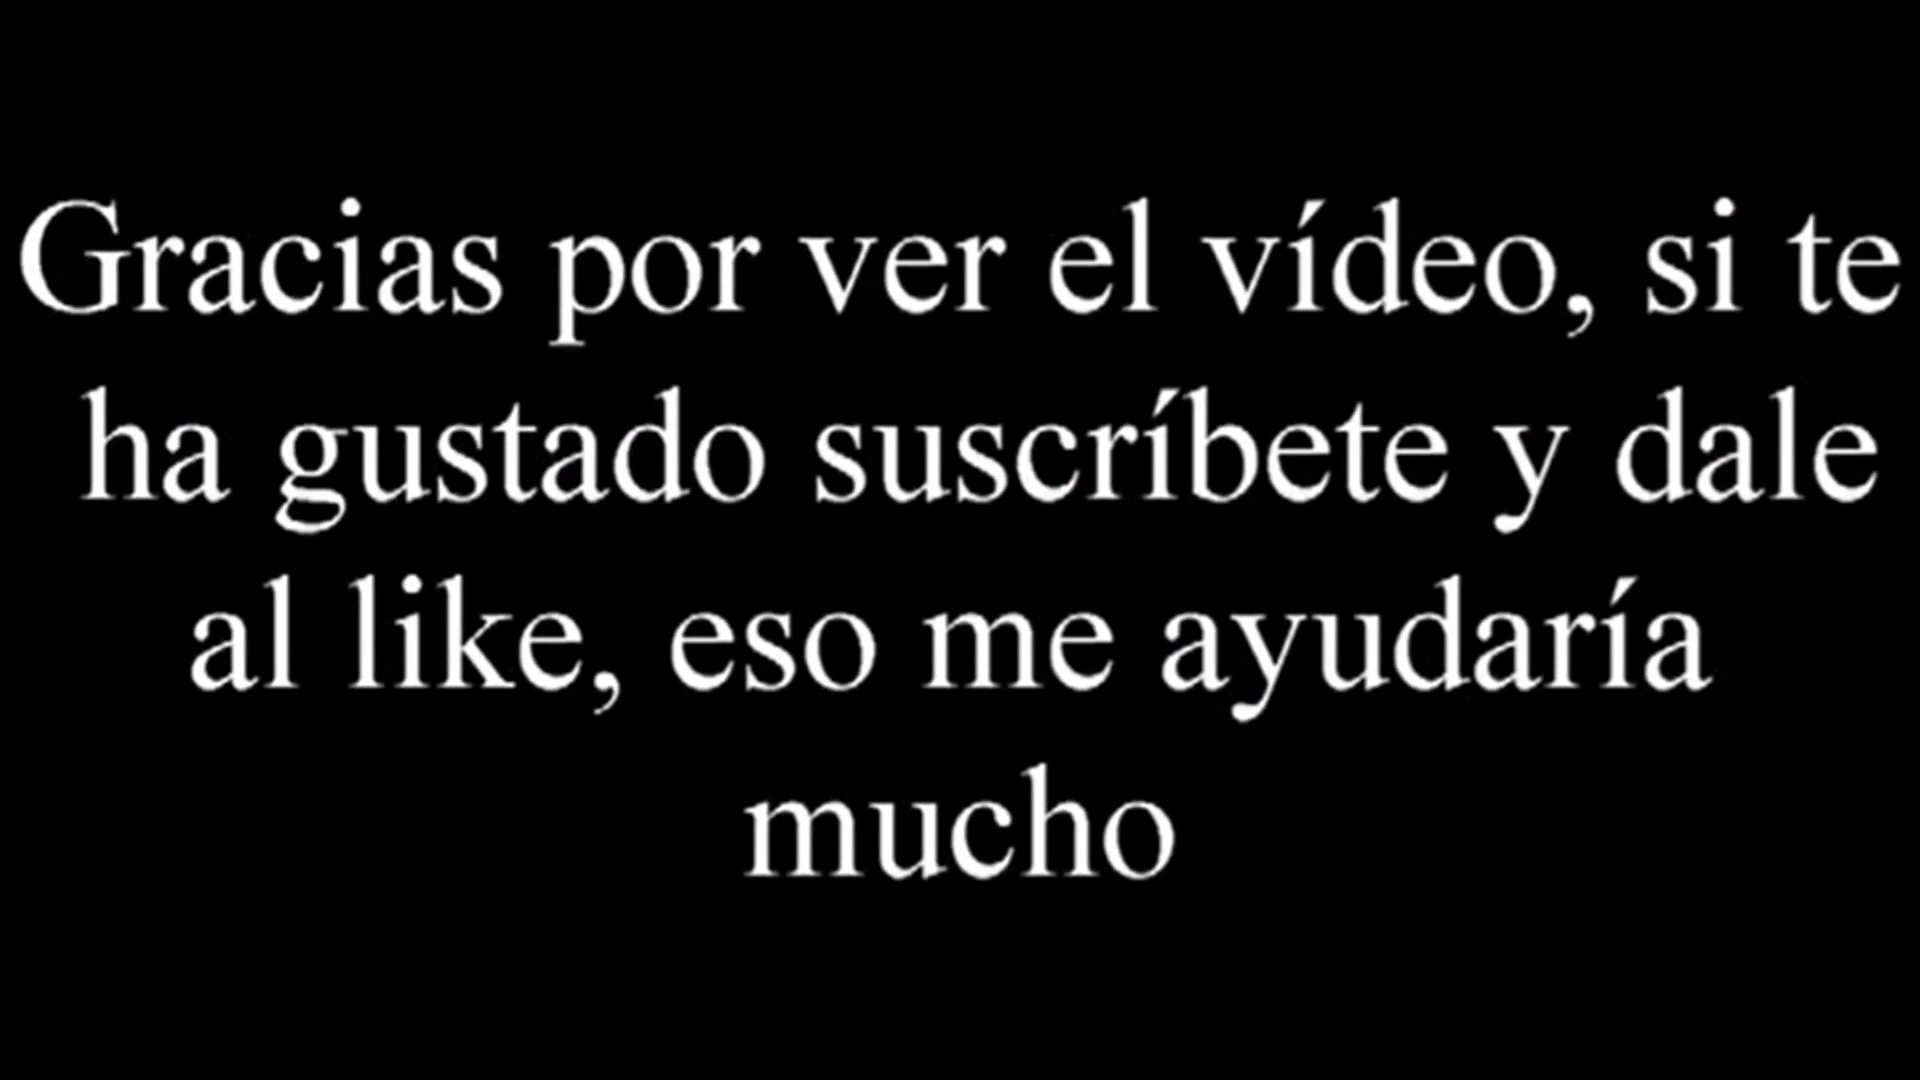 Gracias por ver el vídeo, si te
ha gustado suscríbete y dale
al like, eso me ayudaría
mucho